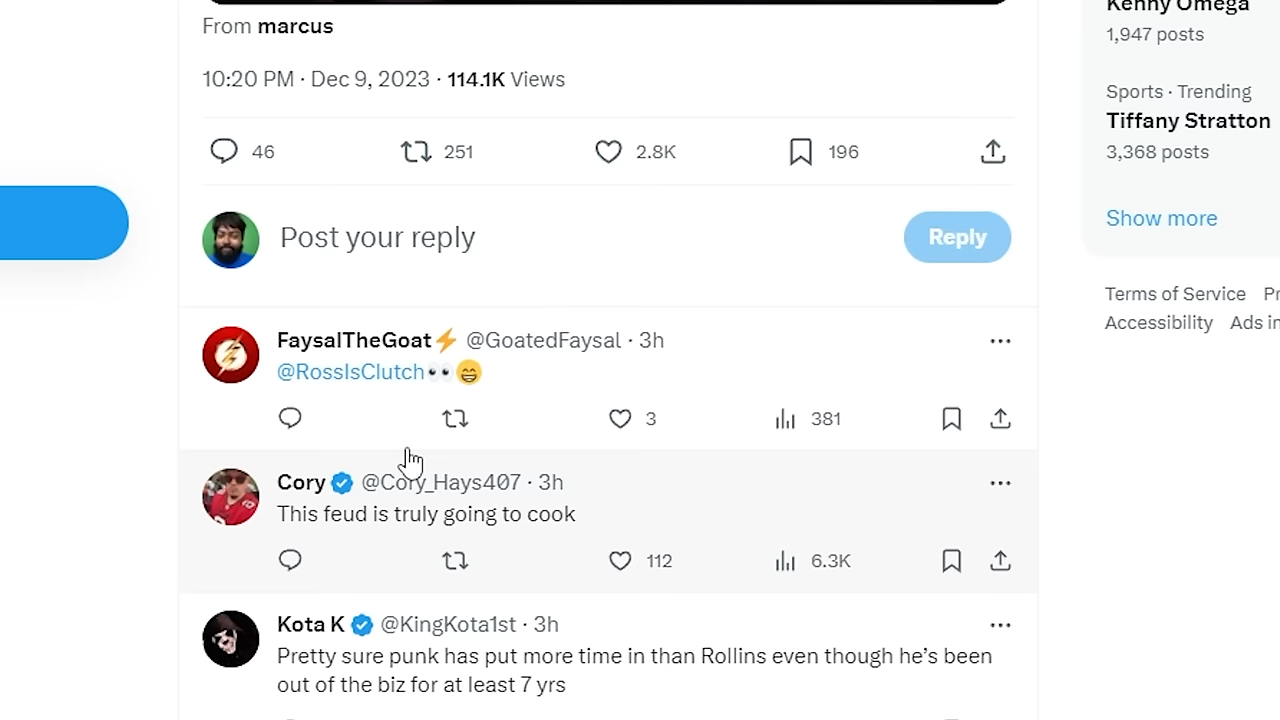 From marcus
10:20 PM · Dec 9, 2023 · 114.1K Views
46 251 2.8K 196
Post your reply
Reply
FaysalTheGoat⚡ @GoatedFaysal · 3h
@RossIsClutch👀😁
3 381
Cory @Cory_Hays407 · 3h
This feud is truly going to cook
112 6.3K
Kota K @KingKota1st · 3h
Pretty sure punk has put more time in than Rollins even though he’s been
out of the biz for at least 7 yrs
Kenny Omega
1,947 posts
Sports · Trending
Tiffany Stratton
3,368 posts
Show more
Terms of Service Pr
Accessibility Ads in